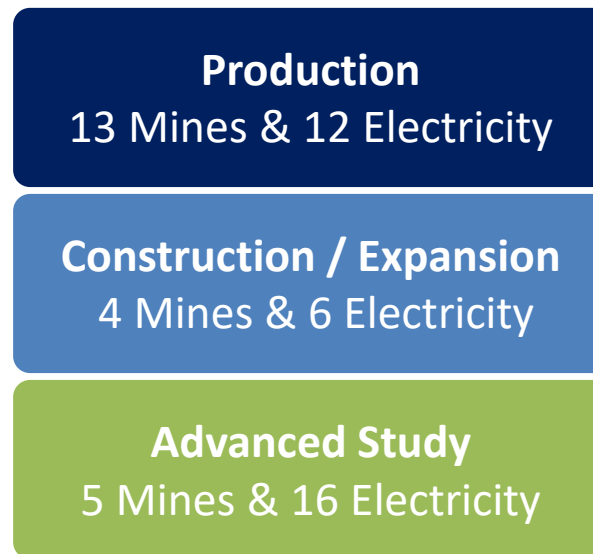 Production
13 Mines & 12 Electricity
Construction / Expansion
4 Mines & 6 Electricity
Advanced Study
5 Mines & 16 Electricity